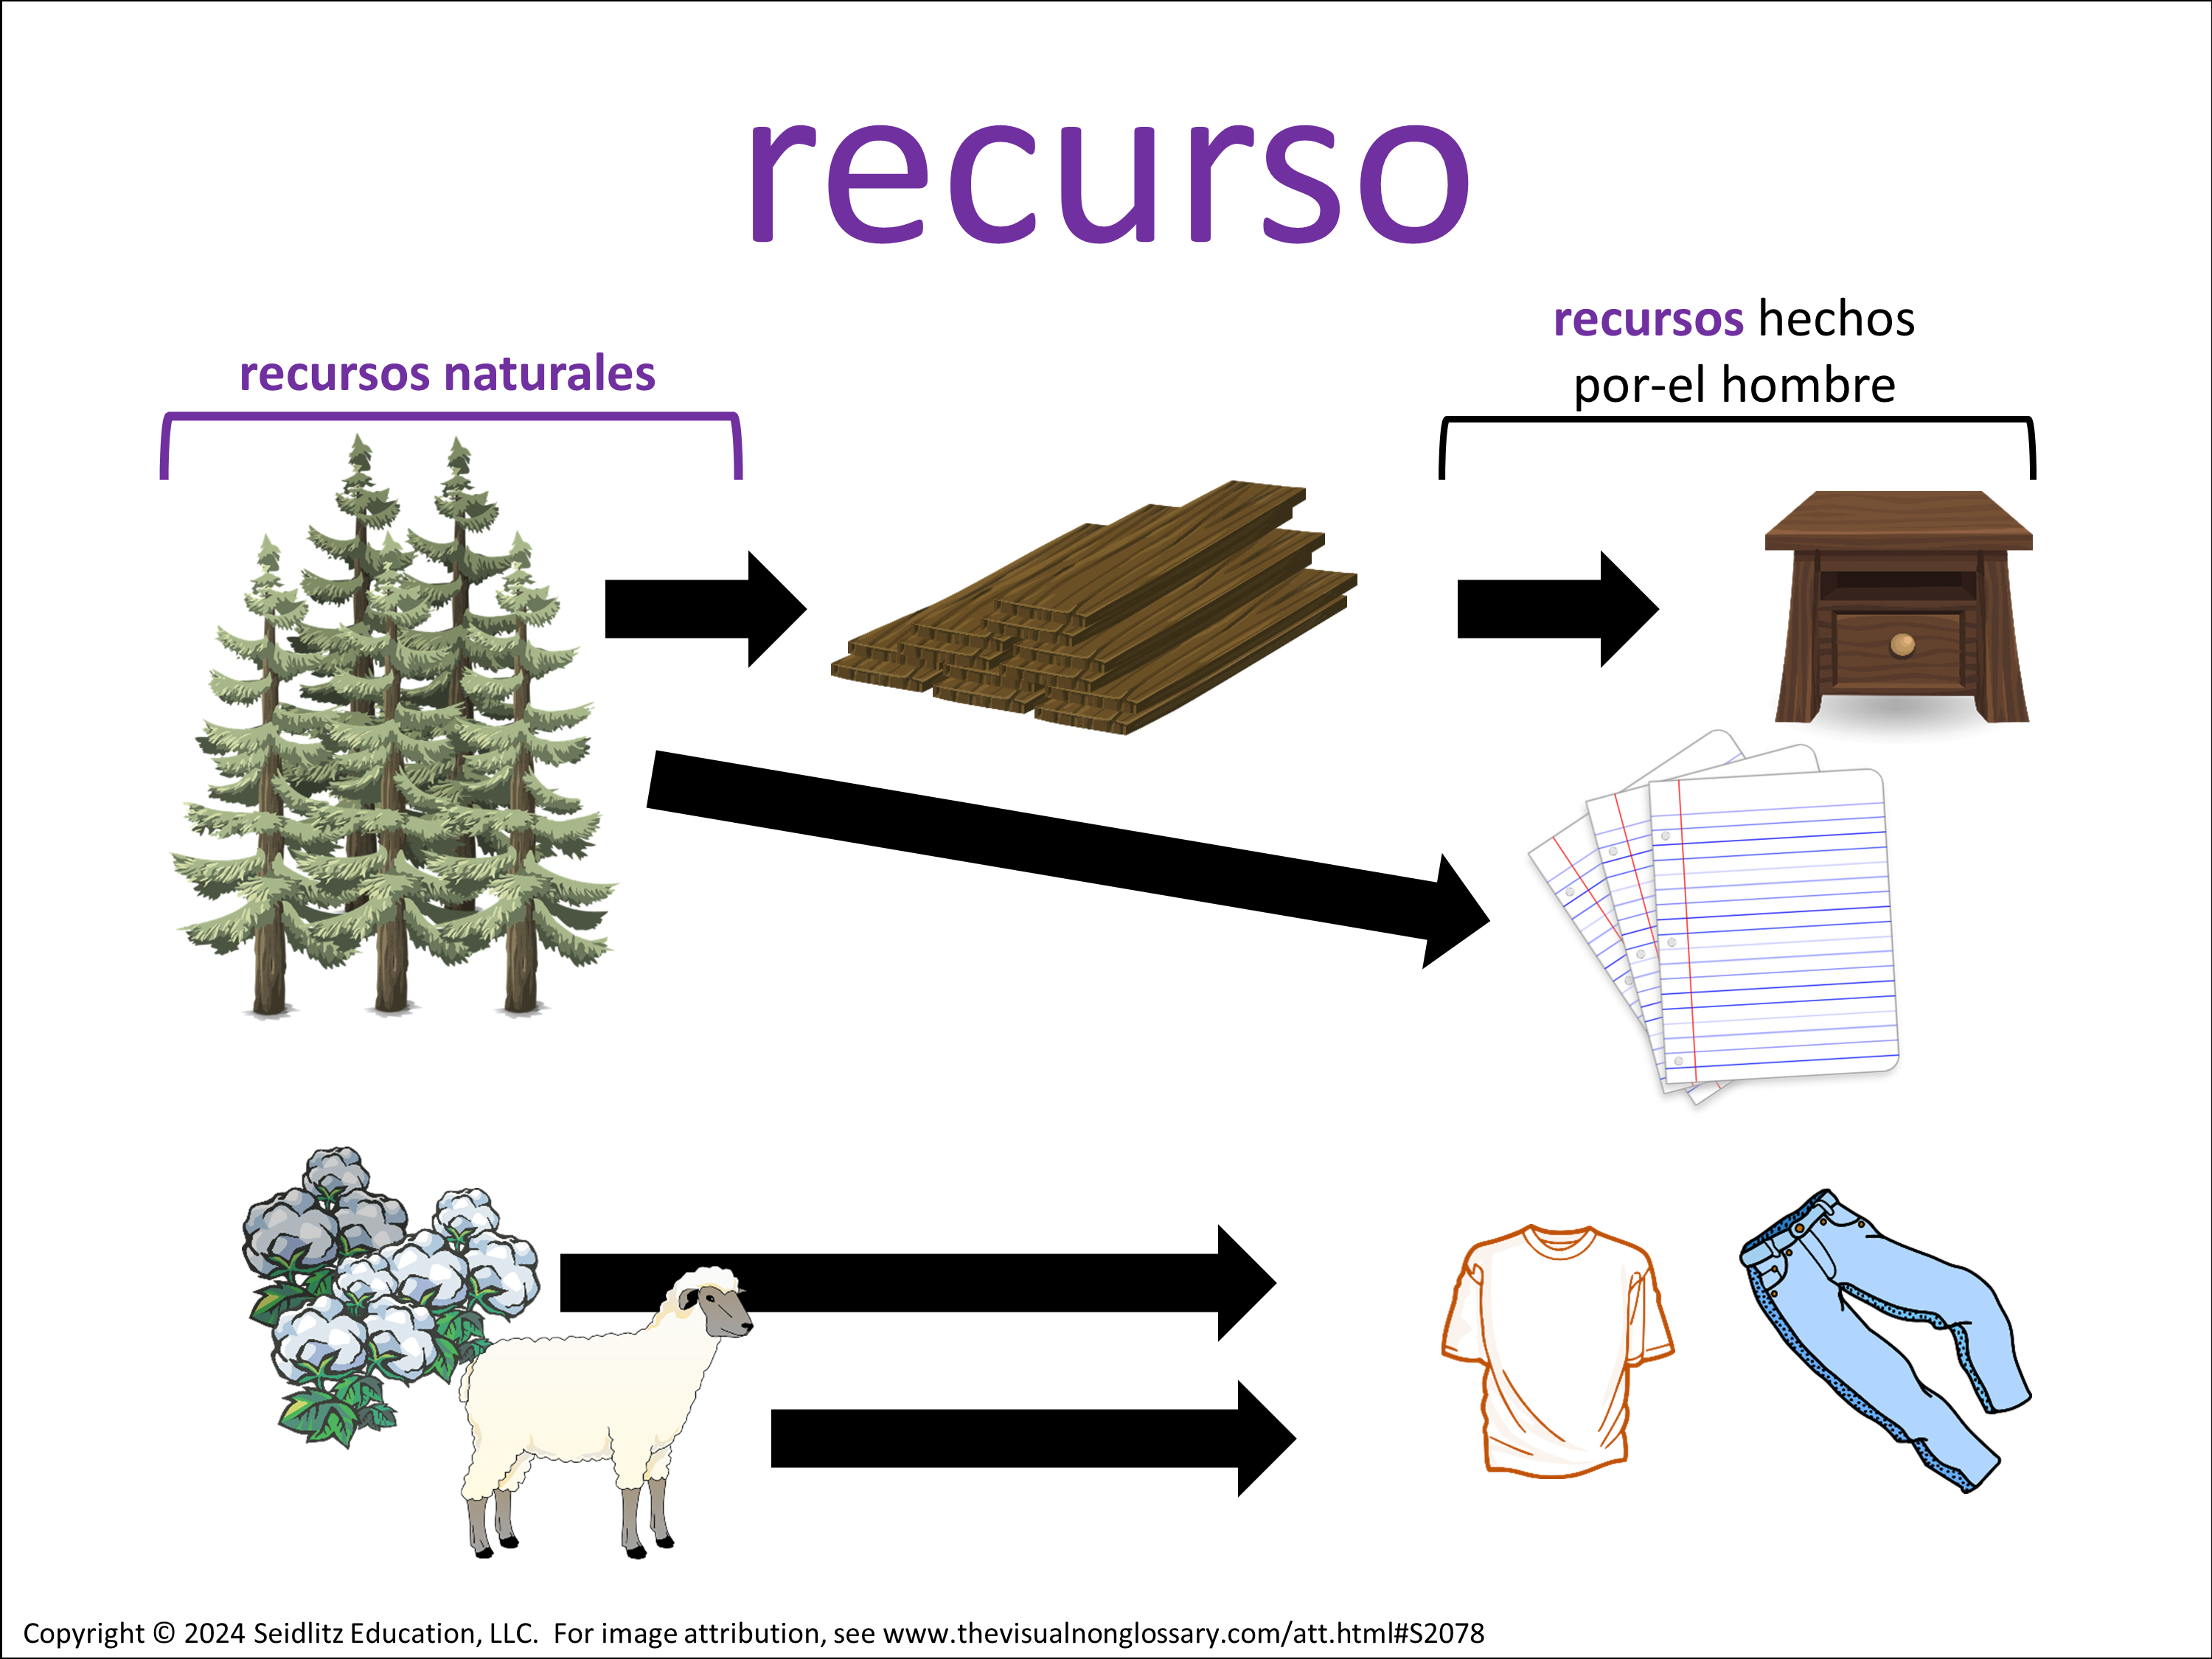 recurso
recursos naturales
recursos hechos
por-el hombre
Copyright © 2024 Seidlitz Education, LLC.  For image attribution, see www.thevisualnonglossary.com/att.html#S2078